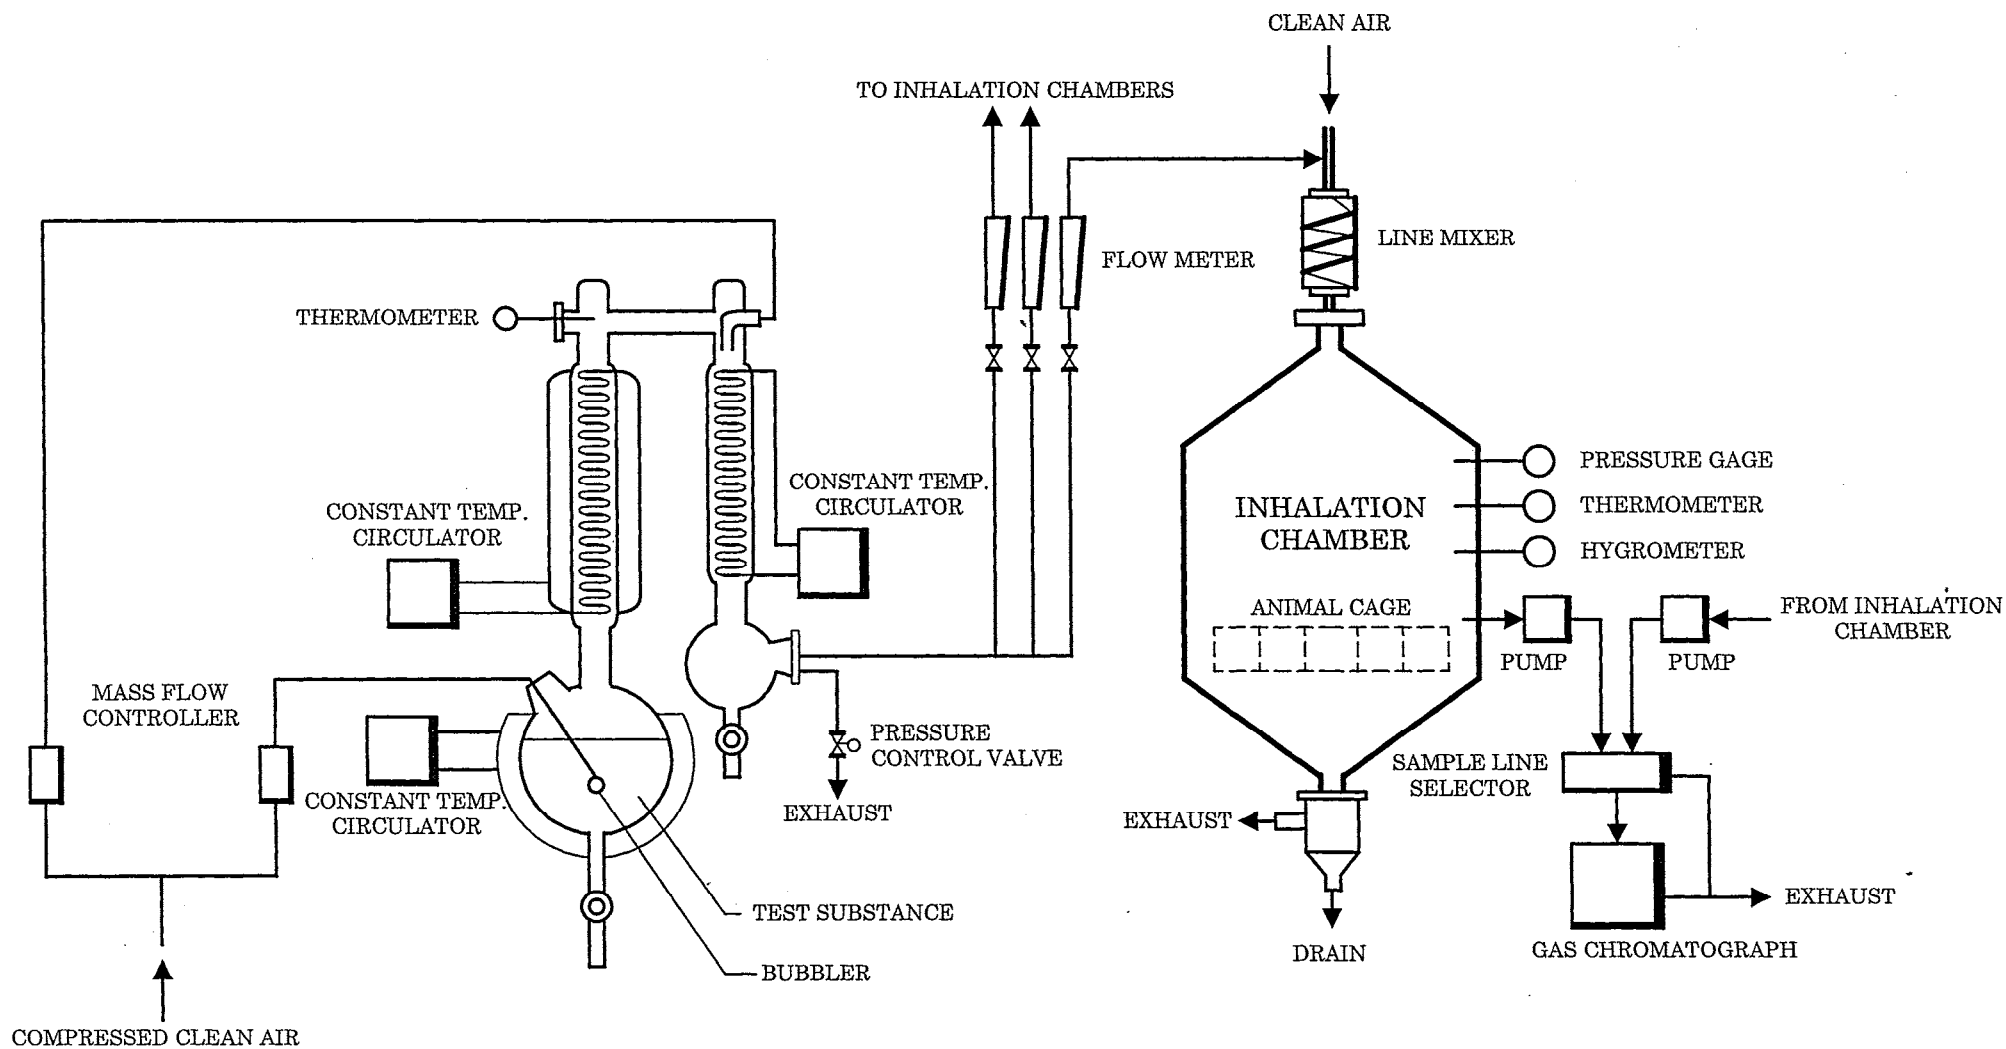 CLEAN AIR
TO INHALATION CHAMBERS
LINE MIXER
FLOW METER
THERMOMETER
PRESSURE GAGE
CONSTANT TEMP.
CIRCULATOR
THERMOMETER
INHALATION
CHAMBER
CONSTANT TEMP.
CIRCULATOR
HYGROMETER
ANIMAL CAGE
FROM INHALATION
CHAMBER
PUMP
PUMP
MASS FLOW
CONTROLLER
PRESSURE
CONTROL VALVE
SAMPLE LINE
SELECTOR
CONSTANT TEMP.
CIRCULATOR
EXHAUST
EXHAUST
EXHAUST
TEST SUBSTANCE
DRAIN
GAS CHROMATOGRAPH
BUBBLER
COMPRESSED CLEAN AIR